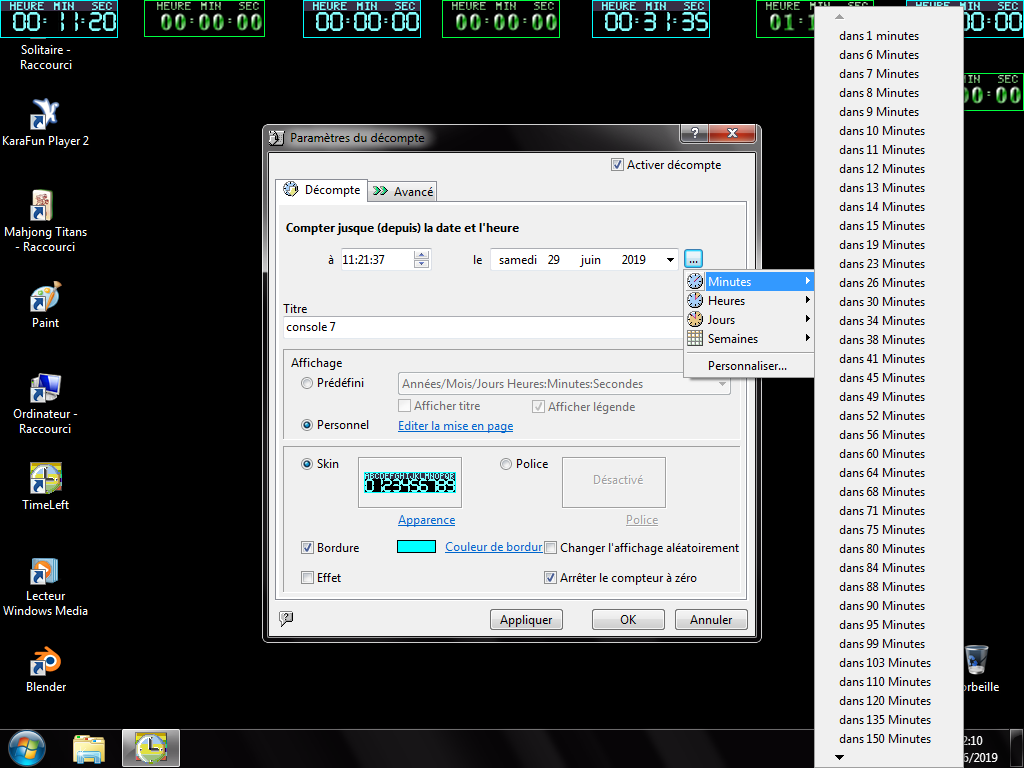 HEURE MIN SEC
00:11:20
HEURE MIN SEC
00:00:00
HEURE MIN SEC
00:00:00
HEURE MIN SEC
00:00:00
HEURE MIN SEC
00:31:35
HEURE
SEC
00
IN SEC
00:00
Solitaire -
Raccourci
KaraFun Player 2
Mahjong Titans
- Raccourci
Paint
Ordinateur -
Raccourci
TimeLeft
Lecteur
Windows Media
Blender
Paramètres du décompte
?
Activer décompte
Décompte
Avancé
Compter jusque (depuis) la date et l'heure
à 11:21:37 le samedi 29 juin 2019 ...
Minutes
Heures
Jours
Semaines
Personnaliser...
Titre
console 7
Affichage
Prédéfini Années/Mois/Jours Heures:Minutes:Secondes
Afficher titre Afficher légende
Personnel Editer la mise en page
Skin Police
ABCDEFGHIJKLMNOPQR
0123456789
Désactivé
Apparence Police
Bordure Couleur de bordur Changer l'affichage aléatoirement
Effet Arrêter le compteur à zéro
Appliquer OK Annuler
dans 1 minutes
dans 6 Minutes
dans 7 Minutes
dans 8 Minutes
dans 9 Minutes
dans 10 Minutes
dans 11 Minutes
dans 12 Minutes
dans 13 Minutes
dans 14 Minutes
dans 15 Minutes
dans 19 Minutes
dans 23 Minutes
dans 26 Minutes
dans 30 Minutes
dans 34 Minutes
dans 38 Minutes
dans 41 Minutes
dans 45 Minutes
dans 49 Minutes
dans 52 Minutes
dans 56 Minutes
dans 60 Minutes
dans 64 Minutes
dans 68 Minutes
dans 71 Minutes
dans 75 Minutes
dans 80 Minutes
dans 84 Minutes
dans 88 Minutes
dans 90 Minutes
dans 95 Minutes
dans 99 Minutes
dans 103 Minutes
dans 110 Minutes
dans 120 Minutes
dans 135 Minutes
dans 150 Minutes
orbeille
2:10
6/2019